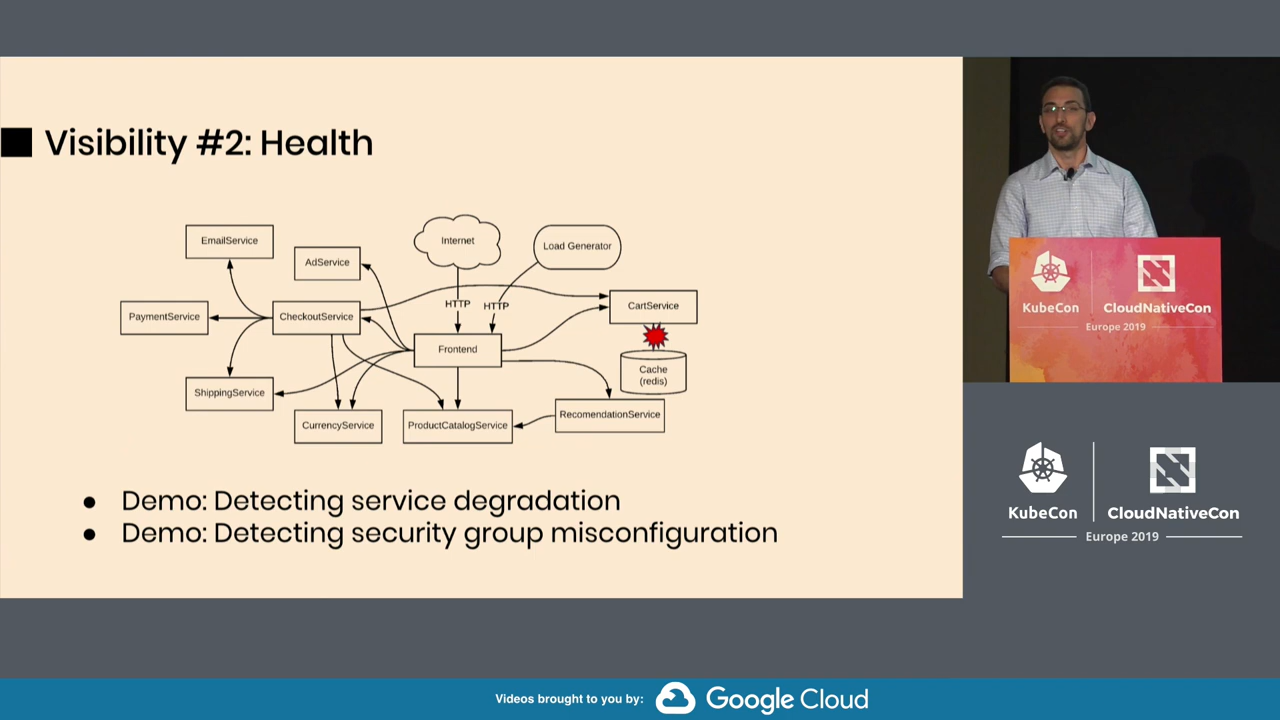 Visibility #2: Health
EmailService
Internet
Load Generator
AdService
HTTP
HTTP
CartService
PaymentService
CheckoutService
Frontend
Cache
(redis)
ShippingService
RecomendationService
CurrencyService
ProductCatalogService
● Demo: Detecting service degradation
● Demo: Detecting security group misconfiguration
KubeCon
CloudNativeCon
Europe 2019
KubeCon
CloudNativeCon
Europe 2019
Videos brought to you by:
Google Cloud